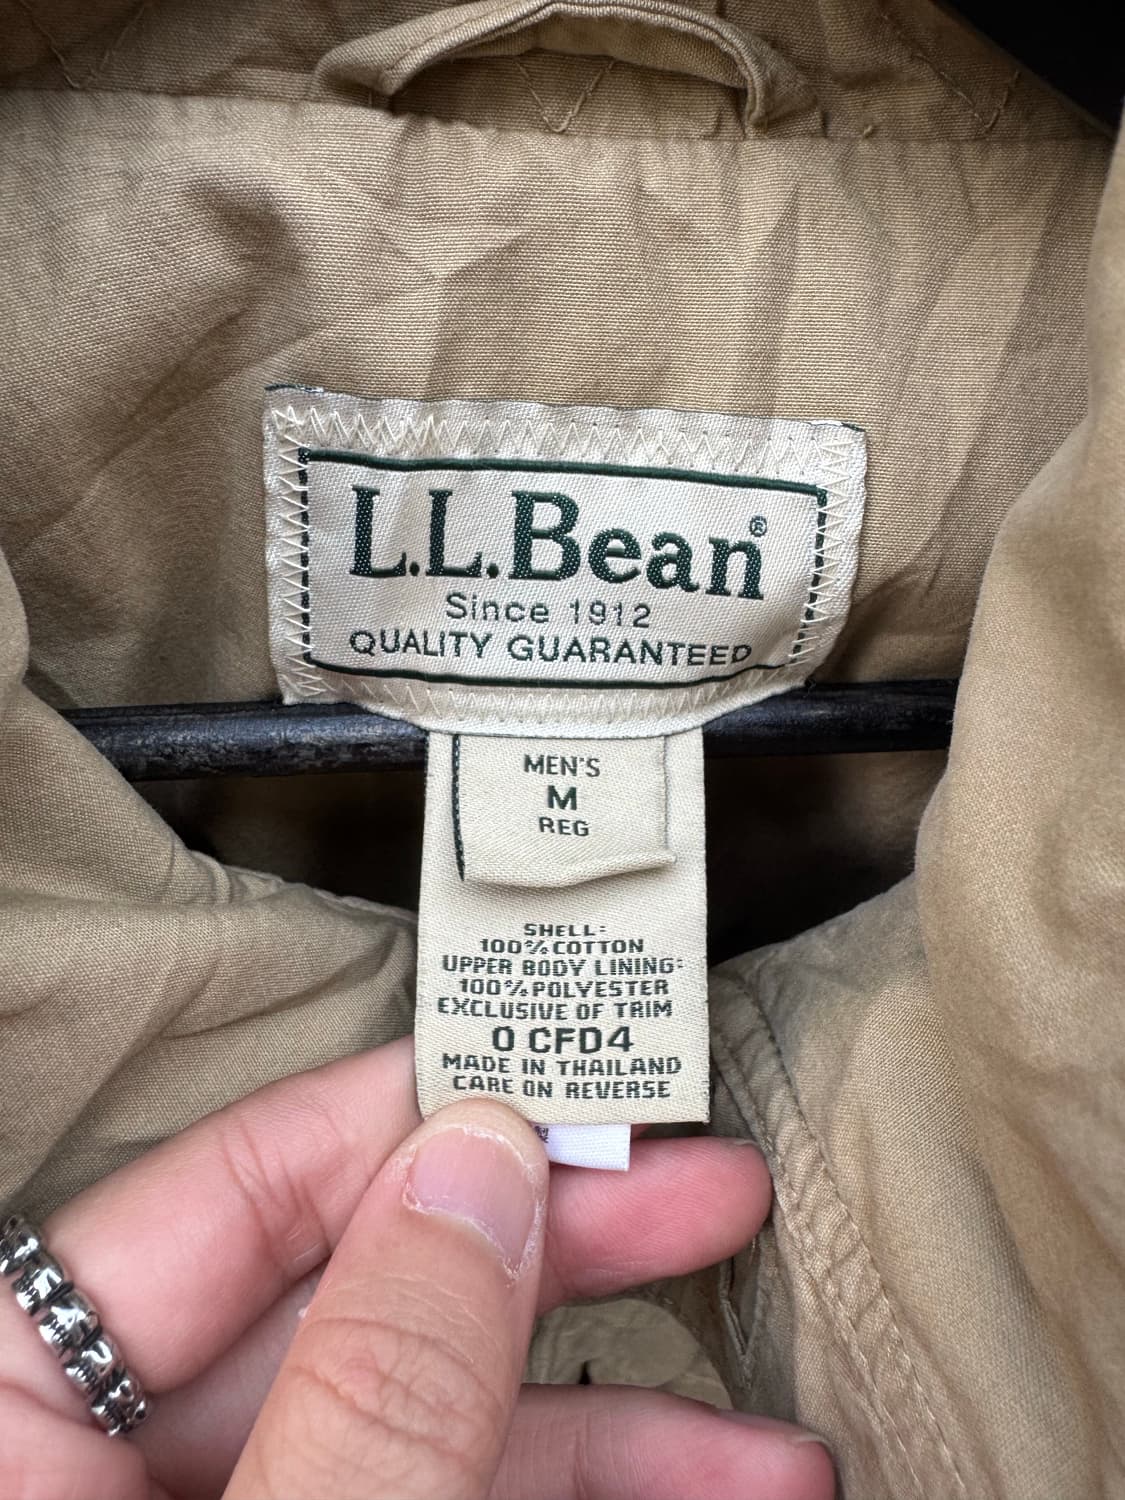 L.L.Bean®
Since 1912
QUALITY GUARANTEED
MEN'S
M
REG
SHELL:
100% COTTON
UPPER BODY LINING:
100% POLYESTER
EXCLUSIVE OF TRIM
0 CFD4
MADE IN THAILAND
CARE ON REVERSE